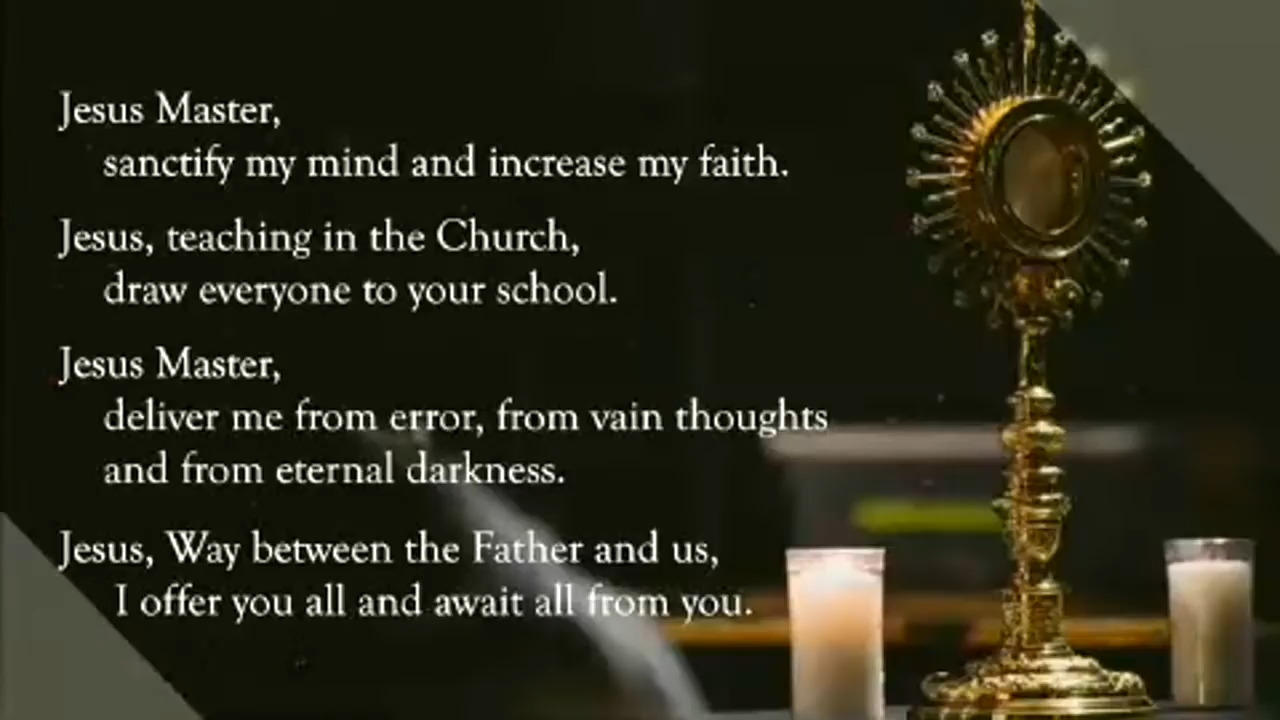 Jesus Master,
sanctify my mind and increase my faith.
Jesus, teaching in the Church,
draw everyone to your school.
Jesus Master,
deliver me from error, from vain thoughts
and from eternal darkness.
Jesus, Way between the Father and us,
I offer you all and await all from you.